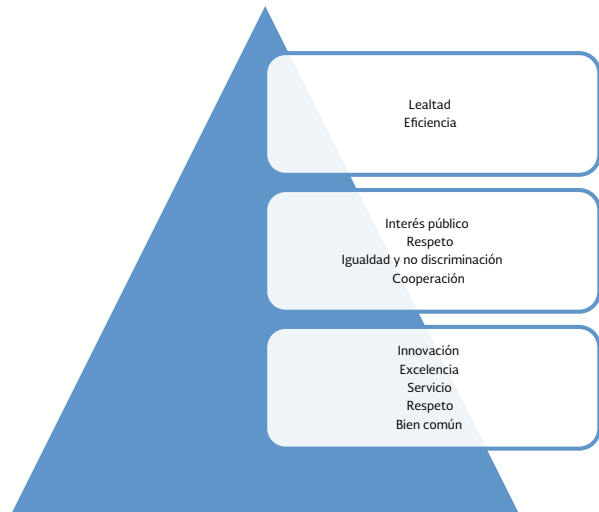 Lealtad
Eficiencia
Interés público
Respeto
Igualdad y no discriminación
Cooperación
Innovación
Excelencia
Servicio
Respeto
Bien común